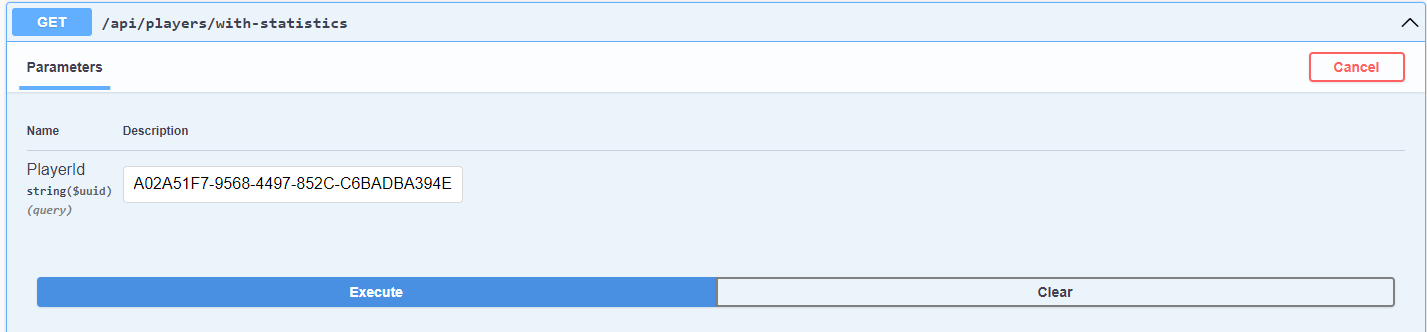 GET /api/players/with-statistics
Parameters
Cancel
Name Description
PlayerId
string($uuid)
(query)
A02A51F7-9568-4497-852C-C6BADBA394E
Execute
Clear